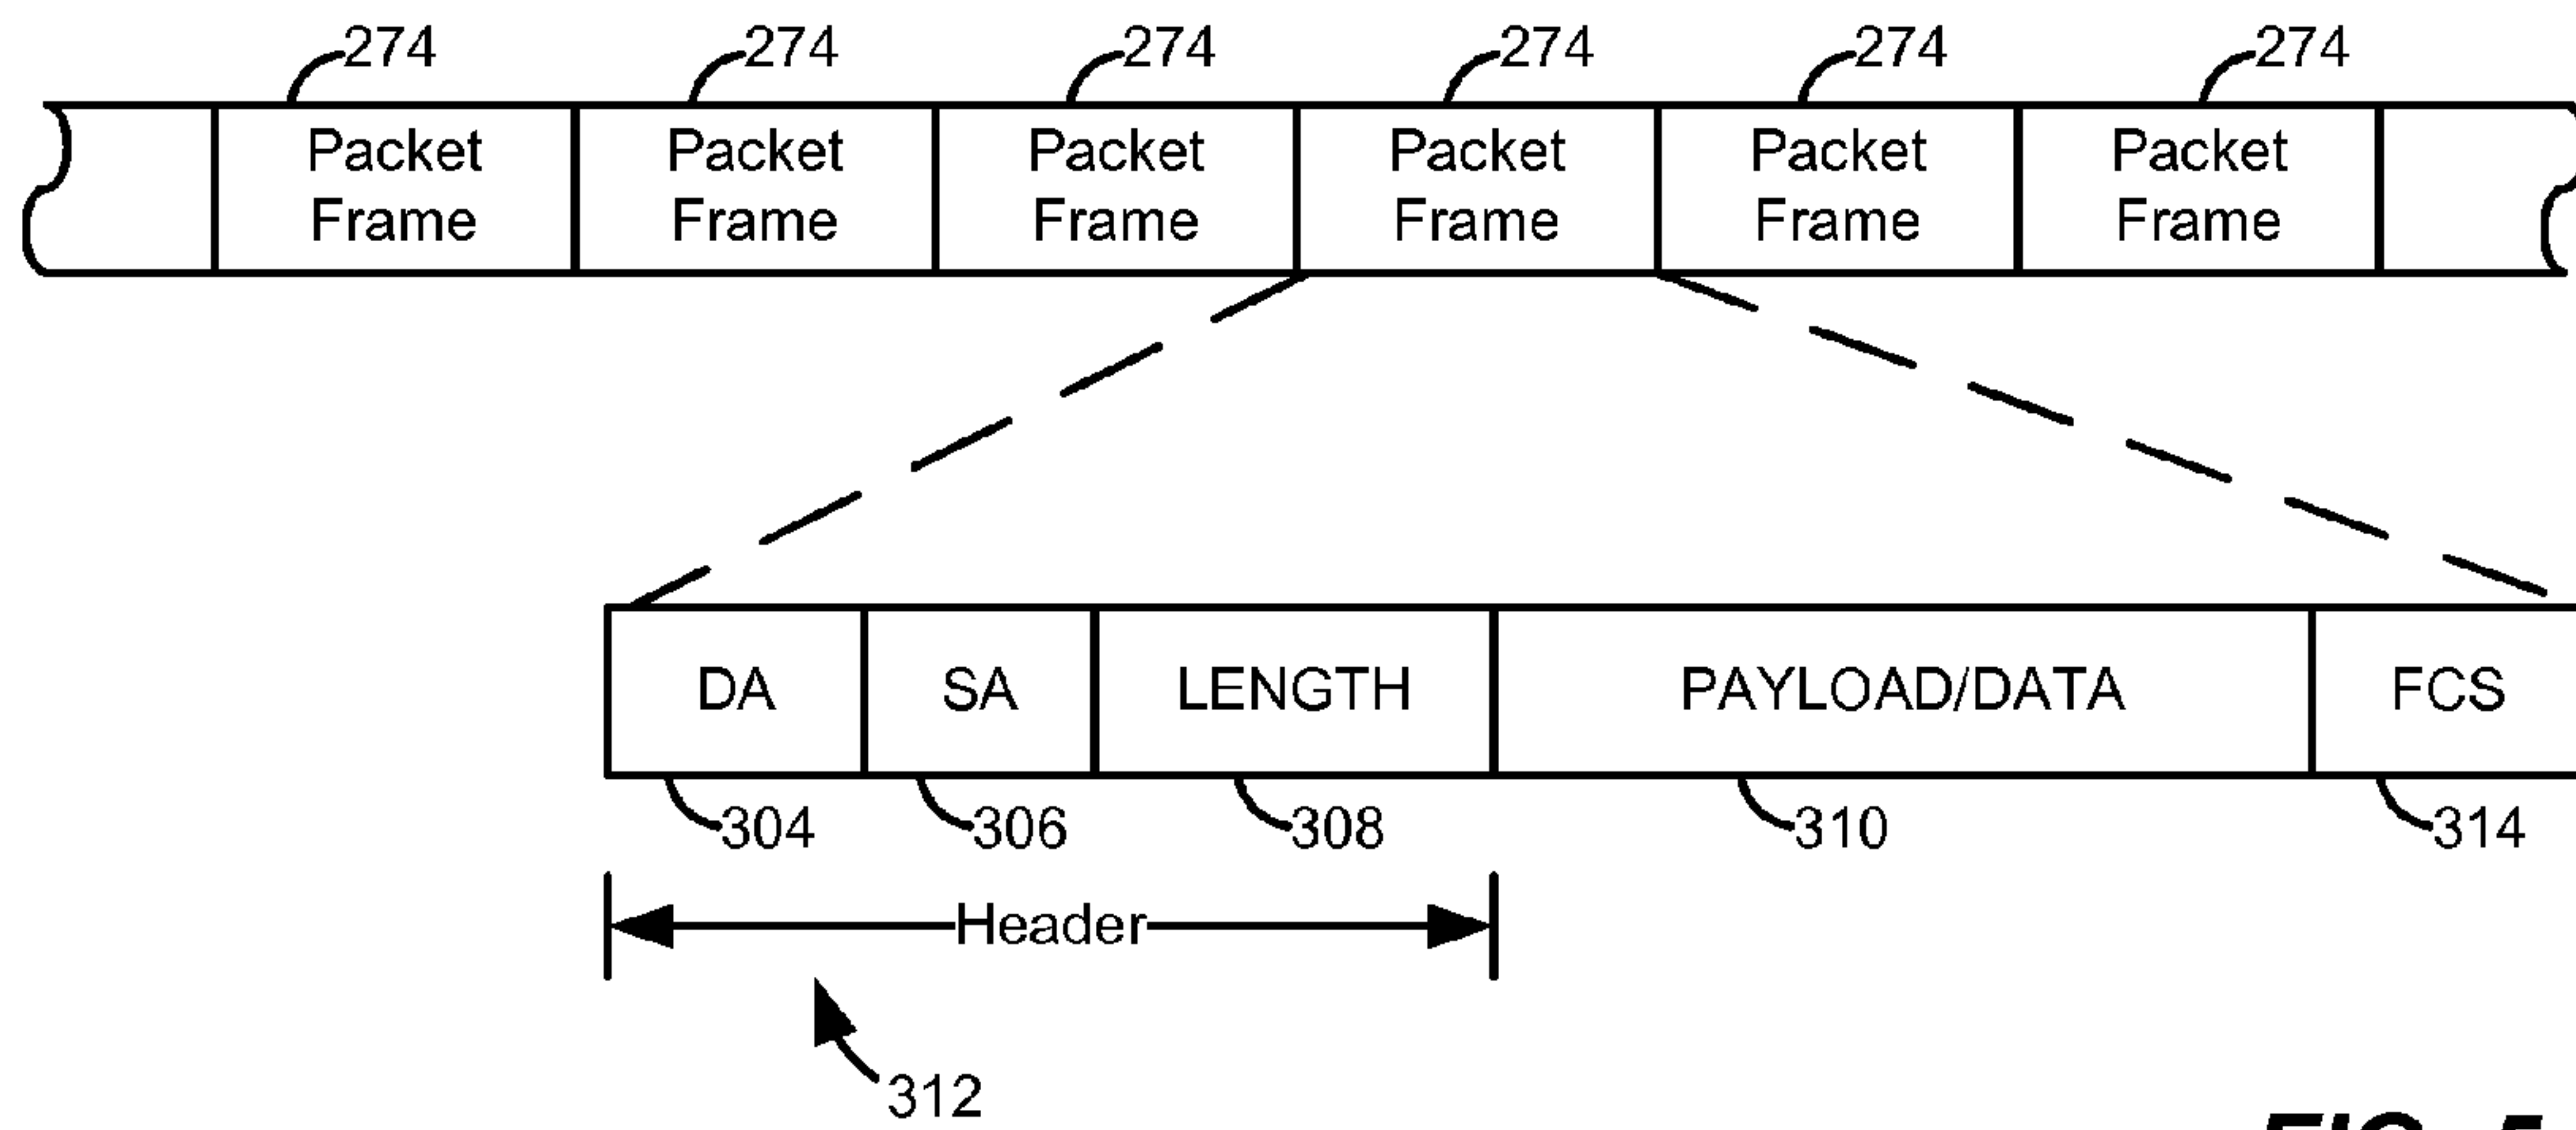 274 274 274 274 274 274
Packet Frame Packet Frame Packet Frame Packet Frame Packet Frame Packet Frame
DA SA LENGTH PAYLOAD/DATA FCS
304 306 308 310 314
Header
312